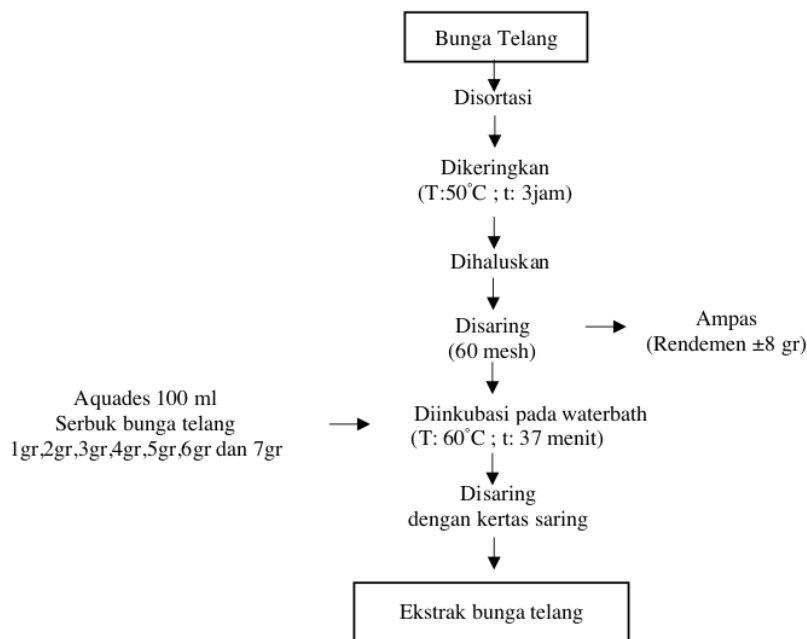 Bunga Telang
Disortasi
Dikeringkan
(T:50°C ; t: 3jam)
Dihaluskan
Disaring
(60 mesh)
Ampas
(Rendemen ±8 gr)
Aquades 100 ml
Serbuk bunga telang
1gr,2gr,3gr,4gr,5gr,6gr dan 7gr
Diinkubasi pada waterbath
(T: 60°C ; t: 37 menit)
Disaring
dengan kertas saring
Ekstrak bunga telang